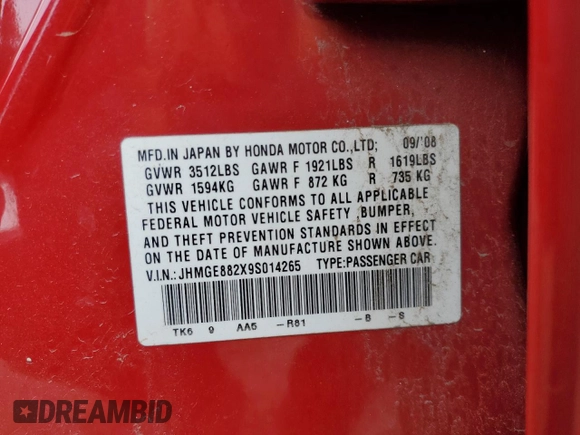 MFD.IN JAPAN BY HONDA MOTOR CO.,LTD; 09/'08
GVWR 3512LBS GAWR F 1921LBS R 1619LBS
GVWR 1594KG GAWR F 872 KG R 735 KG
THIS VEHICLE CONFORMS TO ALL APPLICABLE
FEDERAL MOTOR VEHICLE SAFETY ,BUMPER,
AND THEFT PREVENTION STANDARDS IN EFFECT
ON THE DATE OF MANUFACTURE SHOWN ABOVE.
V.I.N.: JHMGE882X9S014265 TYPE:PASSENGER CAR
TK6 9 AA5 -R81 -B -S
DREAMBID